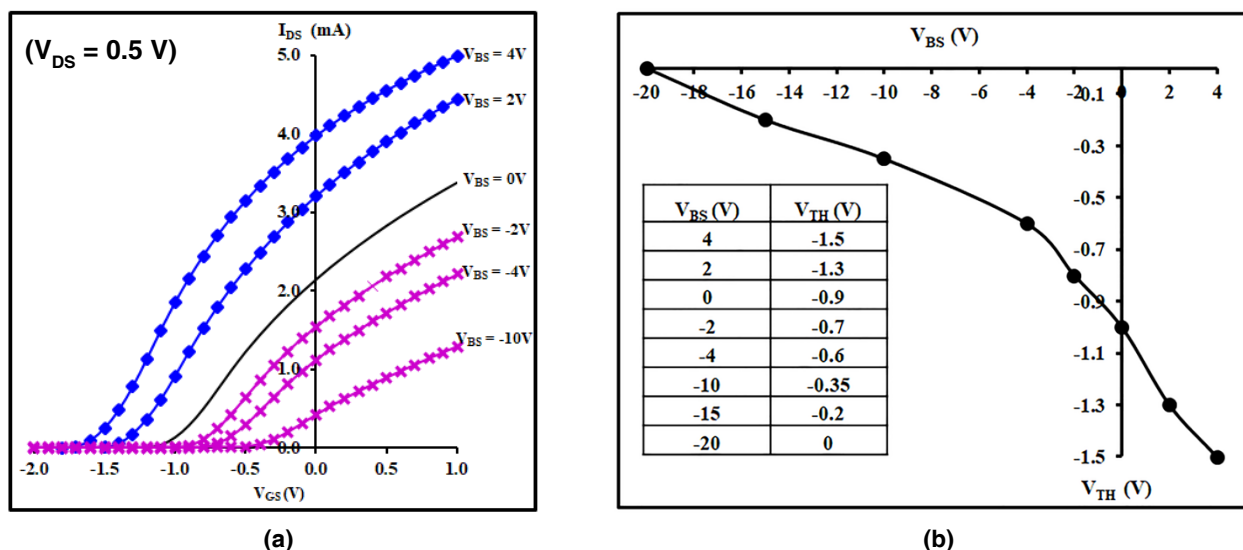 (V_DS = 0.5 V)
I_DS (mA)
5.0
4.0
3.0
2.0
1.0
0.0
V_BS = 4V
V_BS = 2V
V_BS = 0V
V_BS = -2V
V_BS = -4V
V_BS = -10V
-2.0 -1.5 -1.0 -0.5 0.0 0.5 1.0
V_GS (V)
(a)
V_BS (V)
-20 -18 -16 -14 -12 -10 -8 -6 -4 -2 0 2 4
-0.1
-0.3
-0.5
-0.7
-0.9
-1.1
-1.3
-1.5
V_TH (V)
V_BS (V) V_TH (V)
4 -1.5
2 -1.3
0 -0.9
-2 -0.7
-4 -0.6
-10 -0.35
-15 -0.2
-20 0
(b)